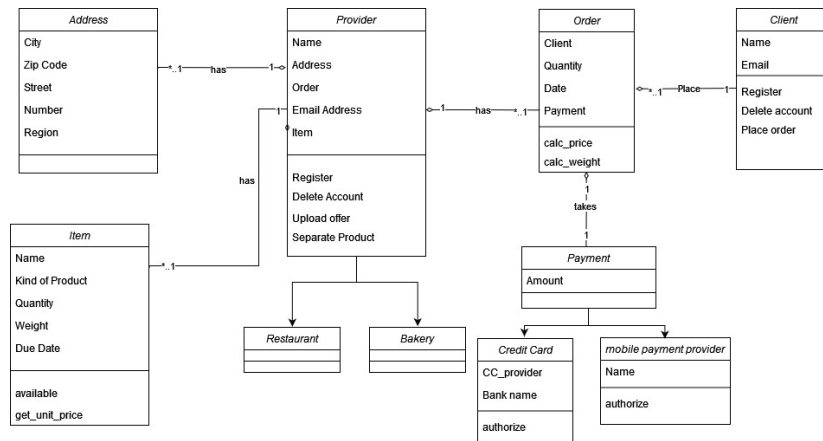 Address
City
Zip Code
Street
Number
Region
*..1
has
1
Provider
Name
Address
Order
Email Address
Item
Register
Delete Account
Upload offer
Separate Product
1
has
*..1
Order
Client
Quantity
Date
Payment
calc_price
calc_weight
*..1
Place
1
Client
Name
Email
Register
Delete account
Place order
1
has
*..1
Item
Name
Kind of Product
Quantity
Weight
Due Date
available
get_unit_price
1
takes
1
Payment
Amount
Restaurant
Bakery
Credit Card
CC_provider
Bank name
authorize
mobile payment provider
Name
authorize